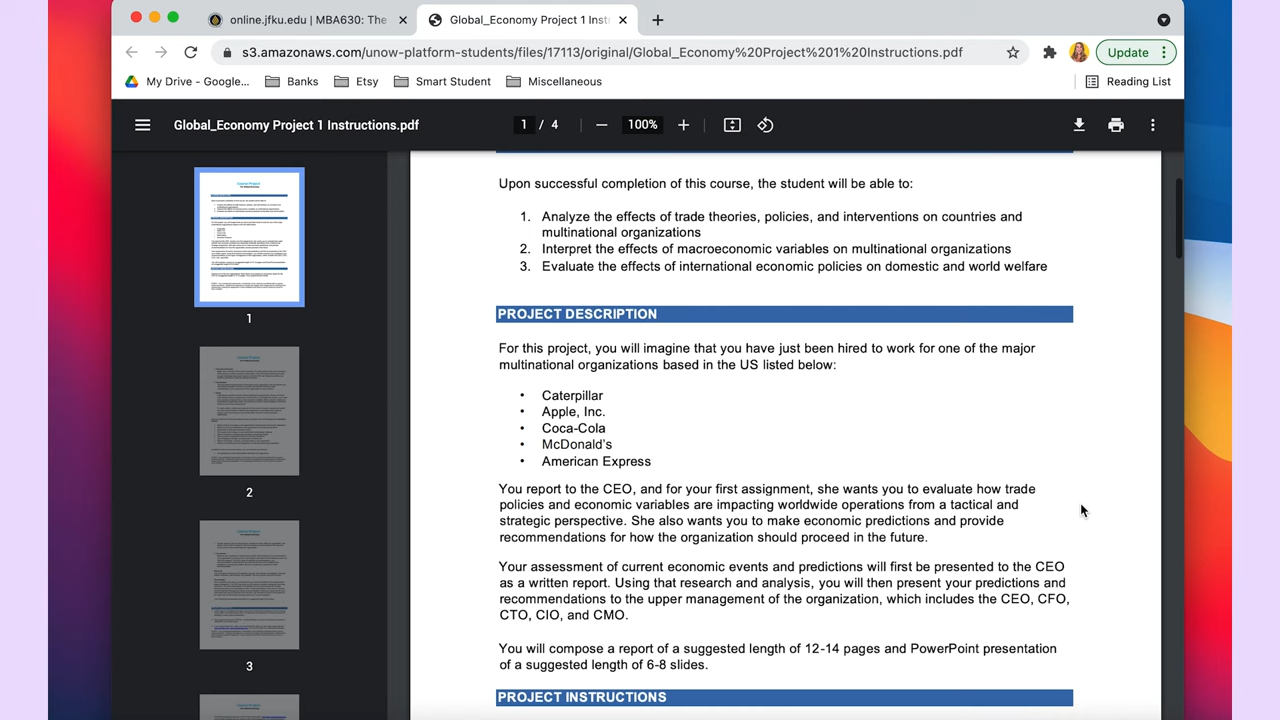 online.jfku.edu | MBA630: The
Global_Economy Project 1 Instr
s3.amazonaws.com/unow-platform-students/files/17113/original/Global_Economy%20Project%201%20Instructions.pdf
Update
My Drive - Google...
Banks
Etsy
Smart Student
Miscellaneous
Reading List
Global_Economy Project 1 Instructions.pdf
1 / 4
100%
Upon successful completion of this course, the student will be able to:
1. Analyze the effects of trade theories, policies and interventions on countries and
multinational organizations
2. Interpret the effects of macroeconomic variables on multinational organizations
3. Evaluate the effects of international economic policies on domestic and world welfare
PROJECT DESCRIPTION
For this project, you will imagine that you have just been hired to work for one of the major
multinational organizations based in the US listed below:
• Caterpillar
• Apple, Inc.
• Coca-Cola
• McDonald's
• American Express
You report to the CEO, and for your first assignment, she wants you to evaluate how trade
policies and economic variables are impacting worldwide operations from a tactical and
strategic perspective. She also wants you to make economic predictions and provide
recommendations for how the company should proceed in the future.
Your assessment of current economic events and projections will first be presented to the CEO
as a written report. Using your research and analysis, you will then present your predictions and
recommendations to the upper management of the organization, which includes the CEO, CFO,
COO, CIO, and CMO.
You will compose a report of a suggested length of 12-14 pages and PowerPoint presentation
of a suggested length of 6-8 slides.
PROJECT INSTRUCTIONS
1
2
3